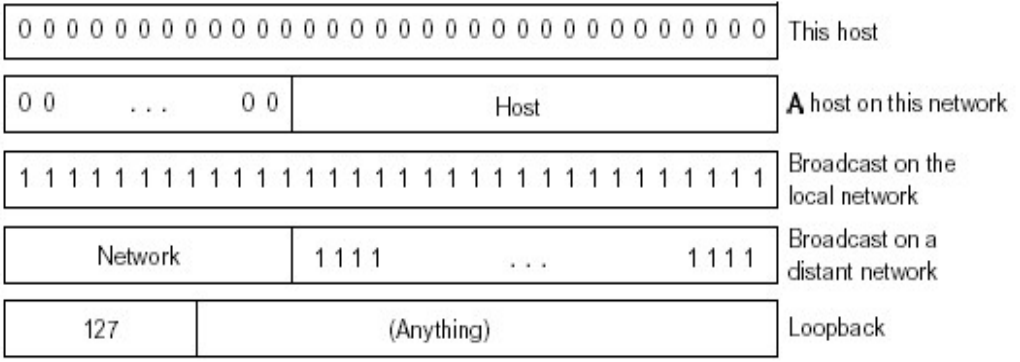 0 0 0 0 0 0 0 0 0 0 0 0 0 0 0 0 0 0 0 0 0 0 0 0 0 0 0 0 0 0 0 0 This host
0 0 ... 0 0 Host A host on this network
1 1 1 1 1 1 1 1 1 1 1 1 1 1 1 1 1 1 1 1 1 1 1 1 1 1 1 1 1 1 1 1 Broadcast on the
local network
Network 1 1 1 1 ... 1 1 1 1 Broadcast on a
distant network
127 (Anything) Loopback